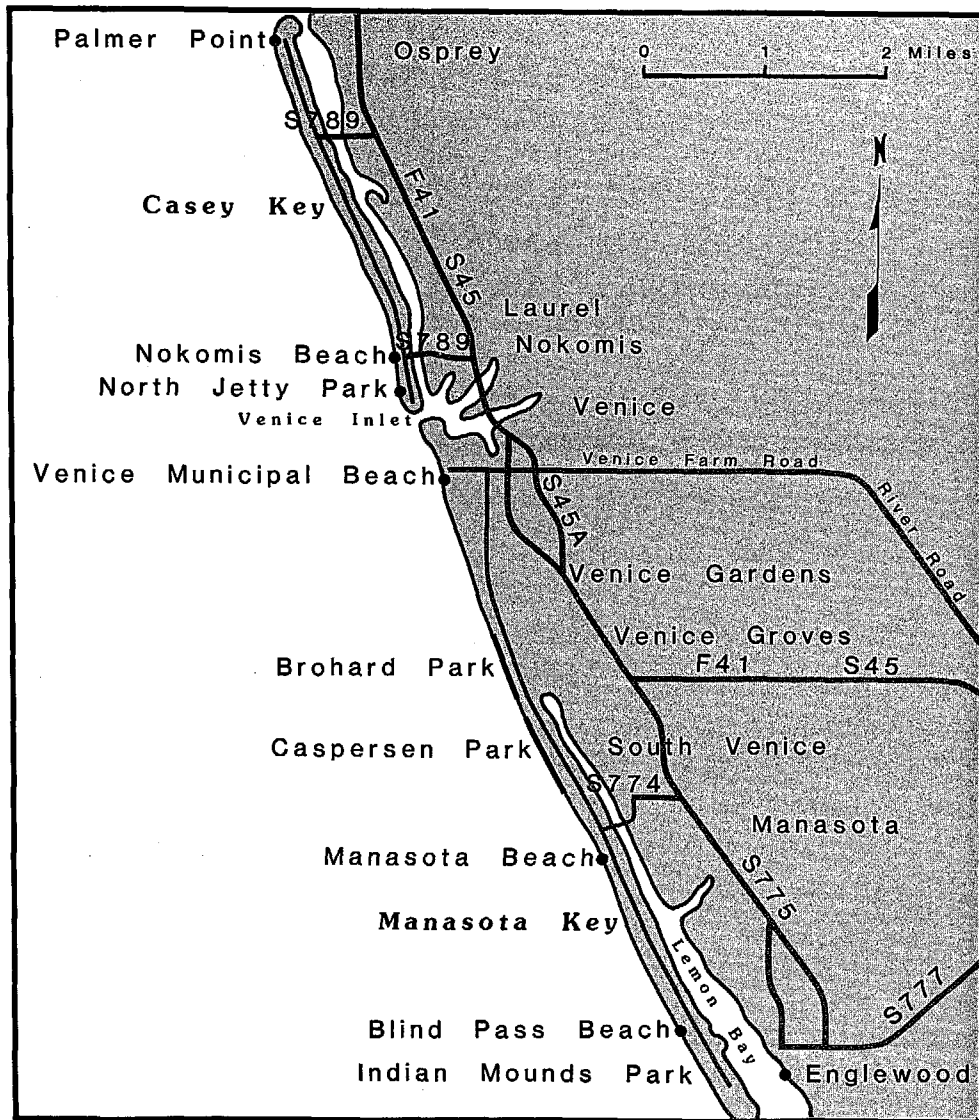 Palmer Point
Osprey
0 1 2 Miles
S789
N
Casey Key
F41
S45
Laurel
S789
Nokomis
Nokomis Beach
North Jetty Park
Venice
Venice Inlet
Venice Farm Road
Venice Municipal Beach
S45A
River Road
Venice Gardens
Venice Groves
F41 S45
Brohard Park
Caspersen Park
South Venice
S774
Manasota
Manasota Beach
S775
Manasota Key
Lemon Bay
S777
Blind Pass Beach
Indian Mounds Park
Englewood